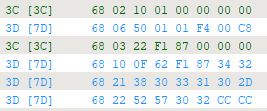 3C [3C] 68 02 10 01 00 00 00 00
3D [7D] 68 06 50 01 01 F4 00 C8
3C [3C] 68 03 22 F1 87 00 00 00
3D [7D] 68 10 0F 62 F1 87 34 32
3D [7D] 68 21 38 30 33 31 30 2D
3D [7D] 68 22 52 57 30 32 CC CC